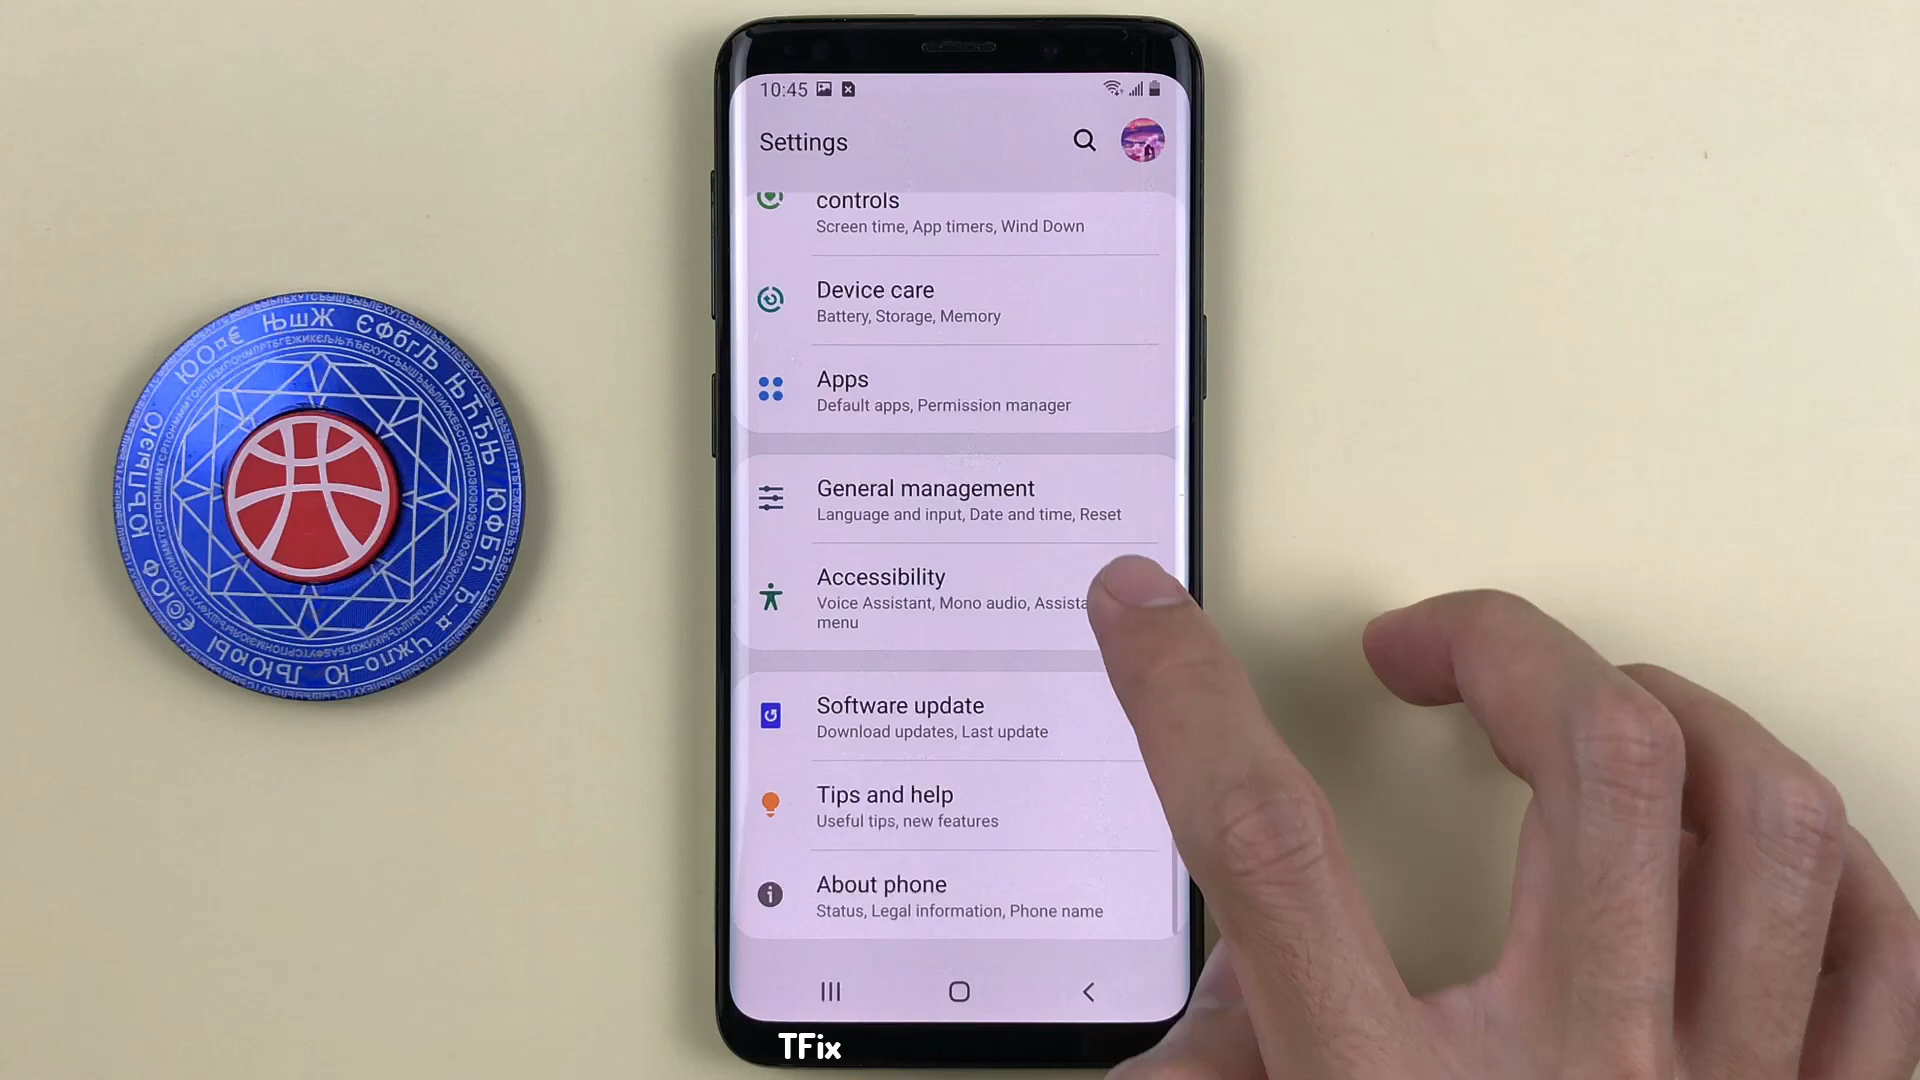 10:45
Settings
controls
Screen time, App timers, Wind Down
Device care
Battery, Storage, Memory
Apps
Default apps, Permission manager
General management
Language and input, Date and time, Reset
Accessibility
Voice Assistant, Mono audio, Assista
menu
Software update
Download updates, Last update
Tips and help
Useful tips, new features
About phone
Status, Legal information, Phone name
TFix
ЮО¤€ ЊшЖ ЄФбгЉ